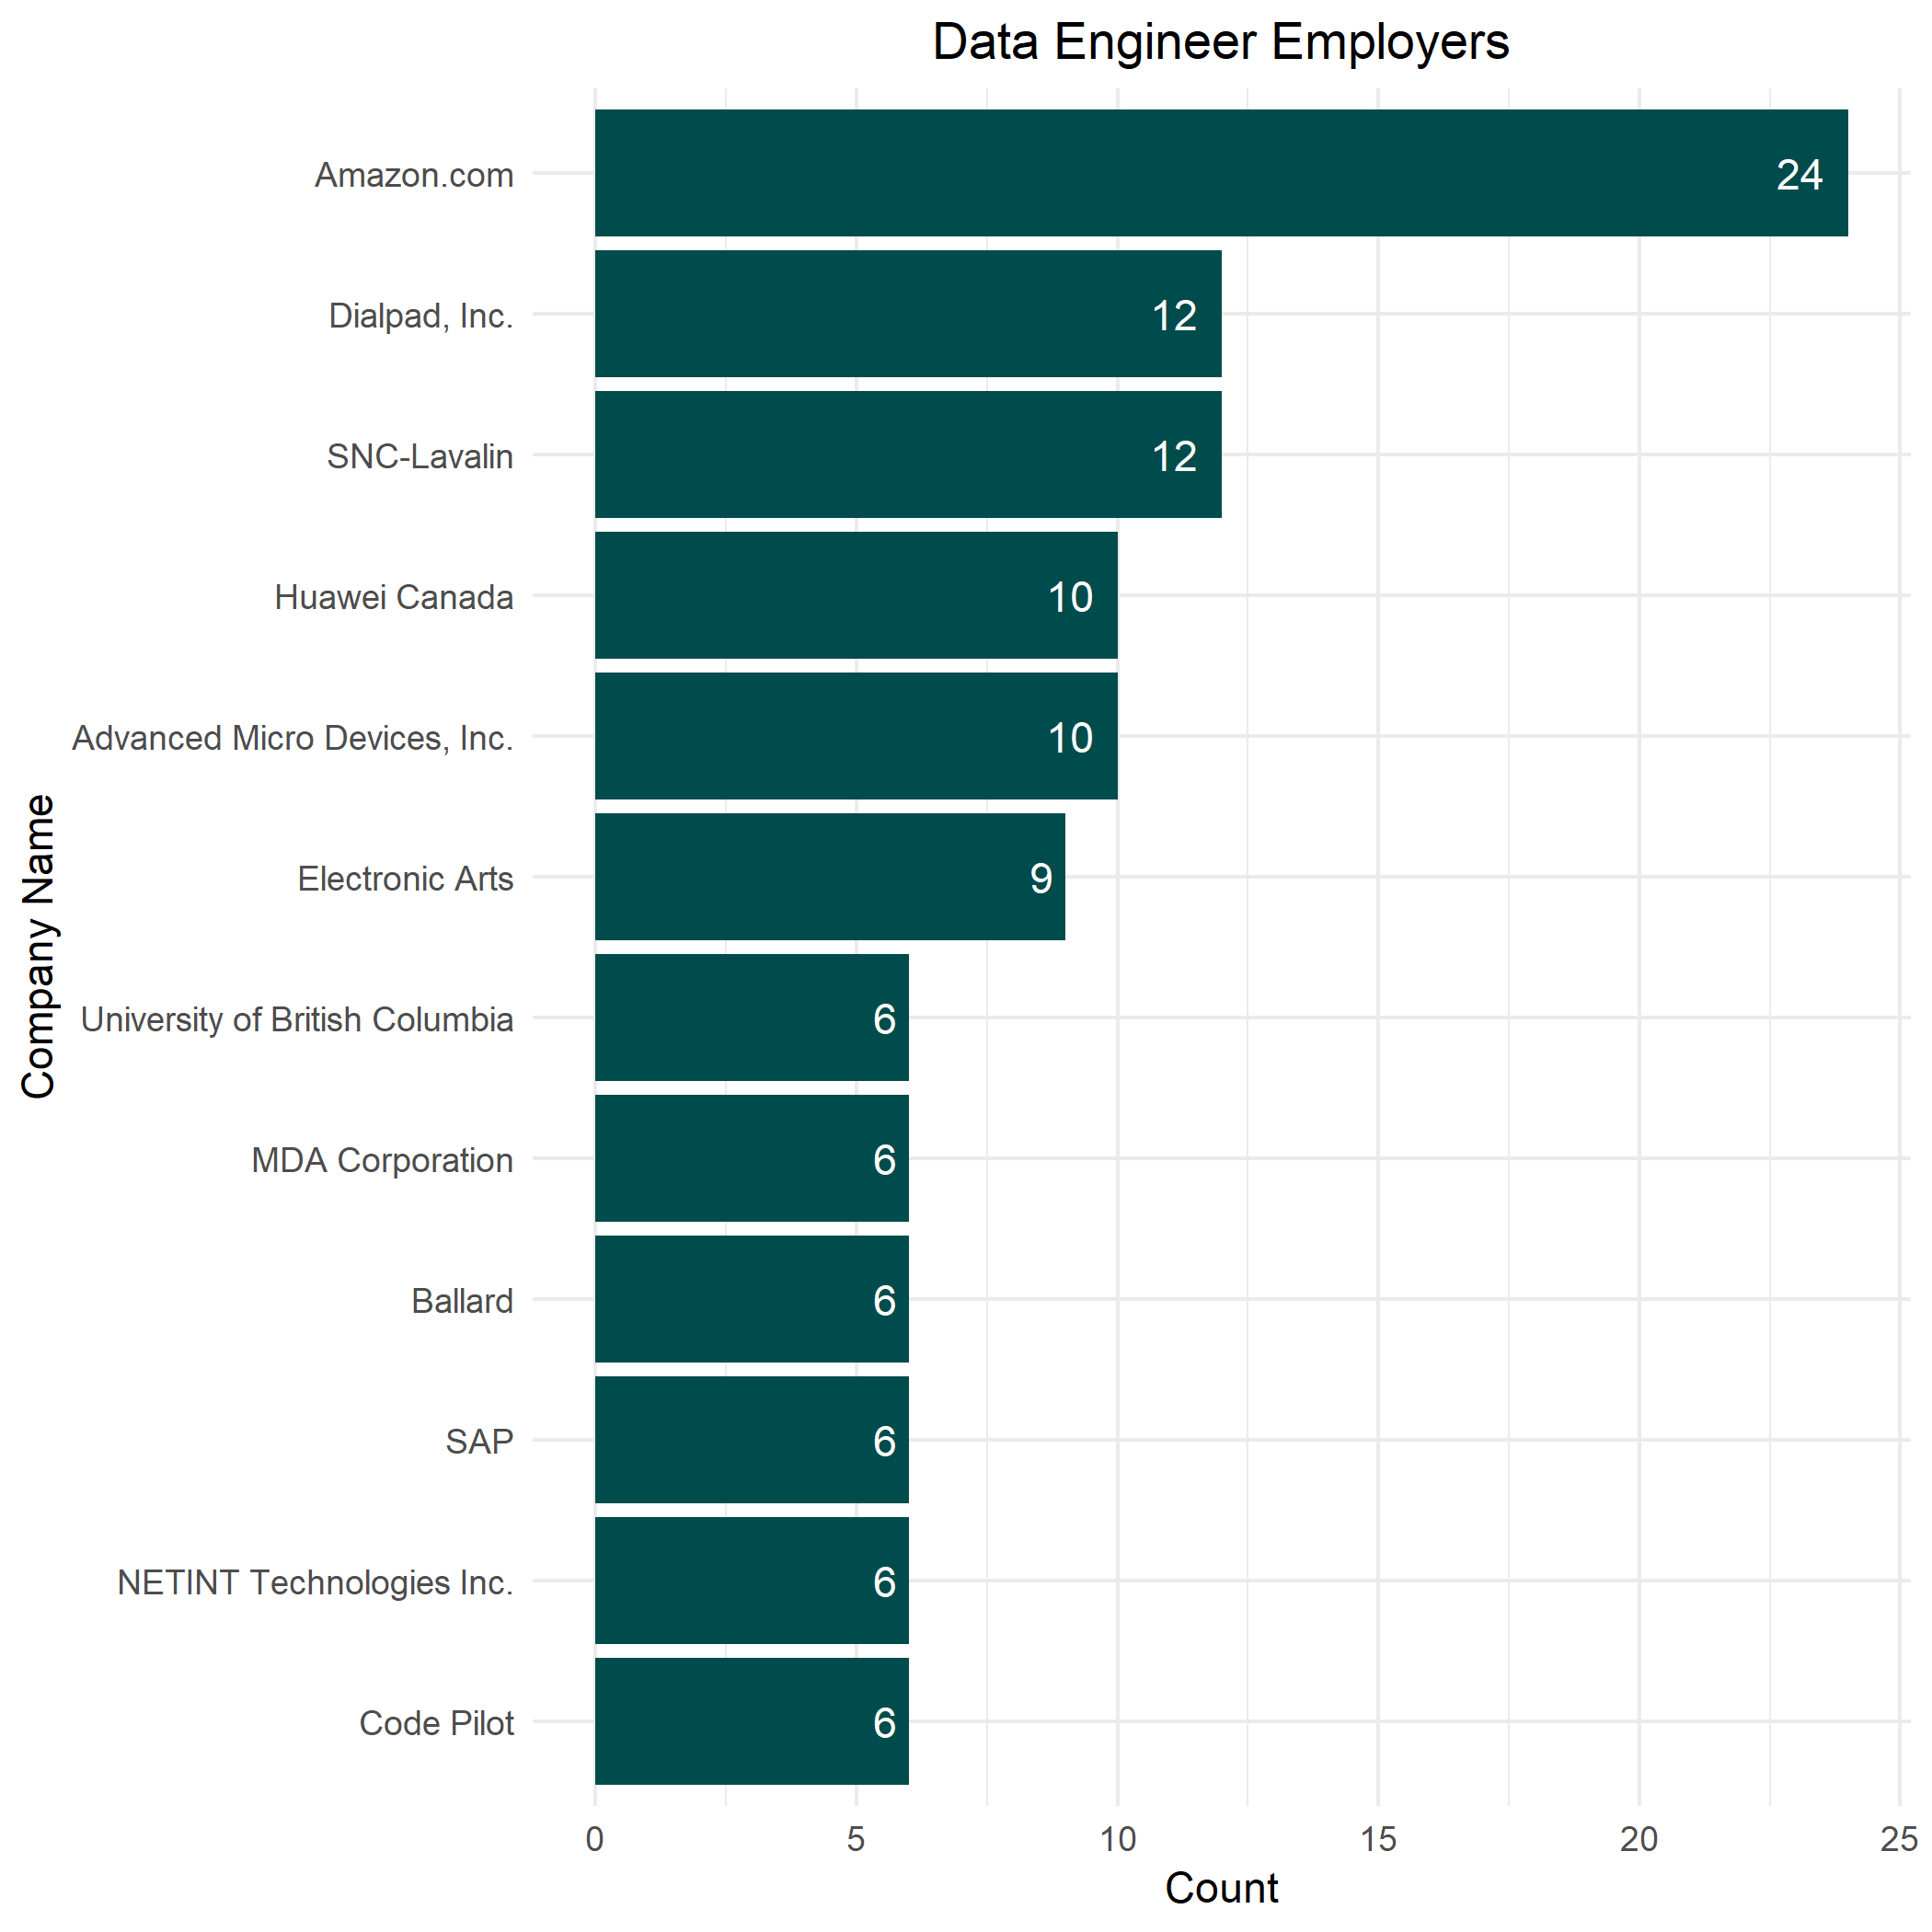 Data Engineer Employers
Amazon.com 24
Dialpad, Inc. 12
SNC-Lavalin 12
Huawei Canada 10
Advanced Micro Devices, Inc. 10
Electronic Arts 9
University of British Columbia 6
MDA Corporation 6
Ballard 6
SAP 6
NETINT Technologies Inc. 6
Code Pilot 6
Company Name
0 5 10 15 20 25
Count